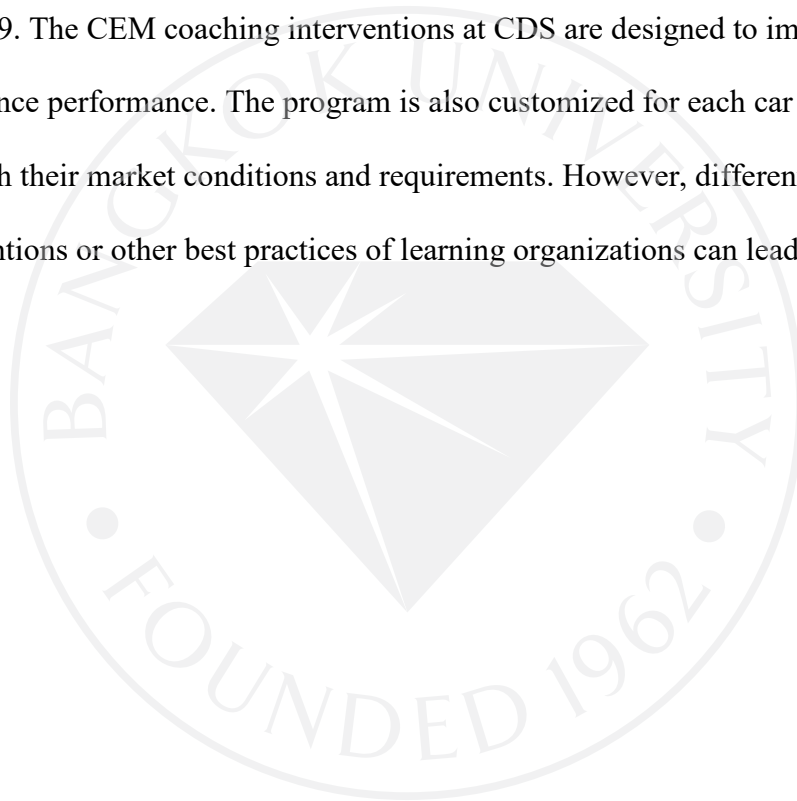 9. The CEM coaching interventions at CDS are designed to im
nce performance. The program is also customized for each car
h their market conditions and requirements. However, differen
ntions or other best practices of learning organizations can lead
BANGKOK UNIVERSITY
• FOUNDED 1962 •